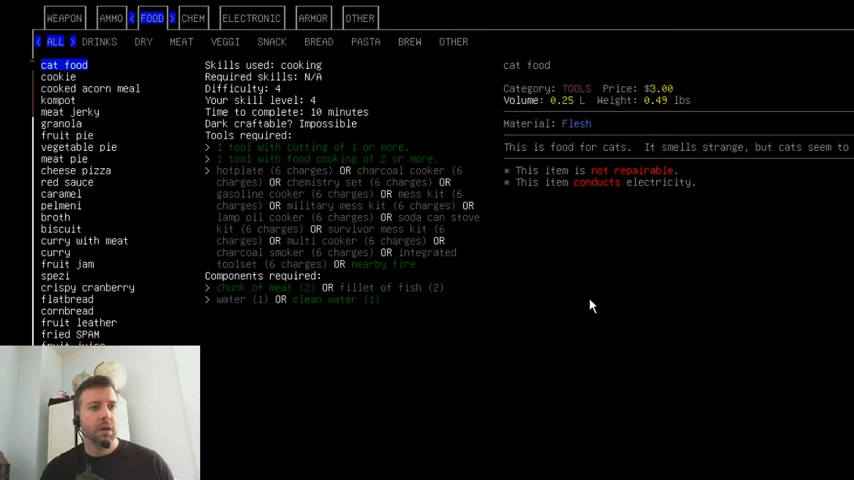 WEAPON AMMO < FOOD > CHEM ELECTRONIC ARMOR OTHER
< ALL > DRINKS DRY MEAT VEGGI SNACK BREAD PASTA BREW OTHER
cat food
cookie
cooked acorn meal
kompot
meat jerky
granola
fruit pie
vegetable pie
meat pie
cheese pizza
red sauce
caramel
pelmeni
broth
biscuit
curry with meat
curry
fruit jam
spezi
crispy cranberry
flatbread
cornbread
fruit leather
fried SPAM
fruit juice
Skills used: cooking
Required skills: N/A
Difficulty: 4
Your skill level: 4
Time to complete: 10 minutes
Dark craftable? Impossible
Tools required:
> 1 tool with cutting of 1 or more.
> 1 tool with food cooking of 2 or more.
> hotplate (6 charges) OR charcoal cooker (6
charges) OR chemistry set (6 charges) OR
gasoline cooker (6 charges) OR mess kit (6
charges) OR military mess kit (6 charges) OR
lamp oil cooker (6 charges) OR soda can stove
kit (6 charges) OR survivor mess kit (6
charges) OR multi cooker (6 charges) OR
charcoal smoker (6 charges) OR integrated
toolset (6 charges) OR nearby fire
Components required:
> chunk of meat (2) OR fillet of fish (2)
> water (1) OR clean water (1)
cat food
Category: TOOLS Price: $3.00
Volume: 0.25 L Weight: 0.49 lbs
Material: Flesh
This is food for cats. It smells strange, but cats seem to
* This item is not repairable.
* This item conducts electricity.